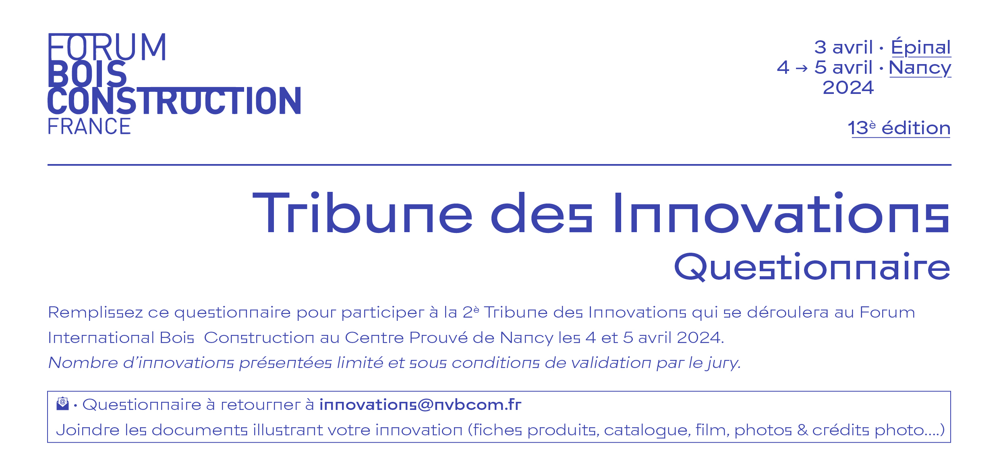 FORUM
BOIS
CONSTRUCTION
FRANCE
3 avril · Épinal
4 → 5 avril · Nancy
2024
13è édition
Tribune des Innovations
Questionnaire
Remplissez ce questionnaire pour participer à la 2è Tribune des Innovations qui se déroulera au Forum
International Bois  Construction au Centre Prouvé de Nancy les 4 et 5 avril 2024.
Nombre d’innovations présentées limité et sous conditions de validation par le jury.
· Questionnaire à retourner à innovations@nvbcom.fr
Joindre les documents illustrant votre innovation (fiches produits, catalogue, film, photos & crédits photo....)